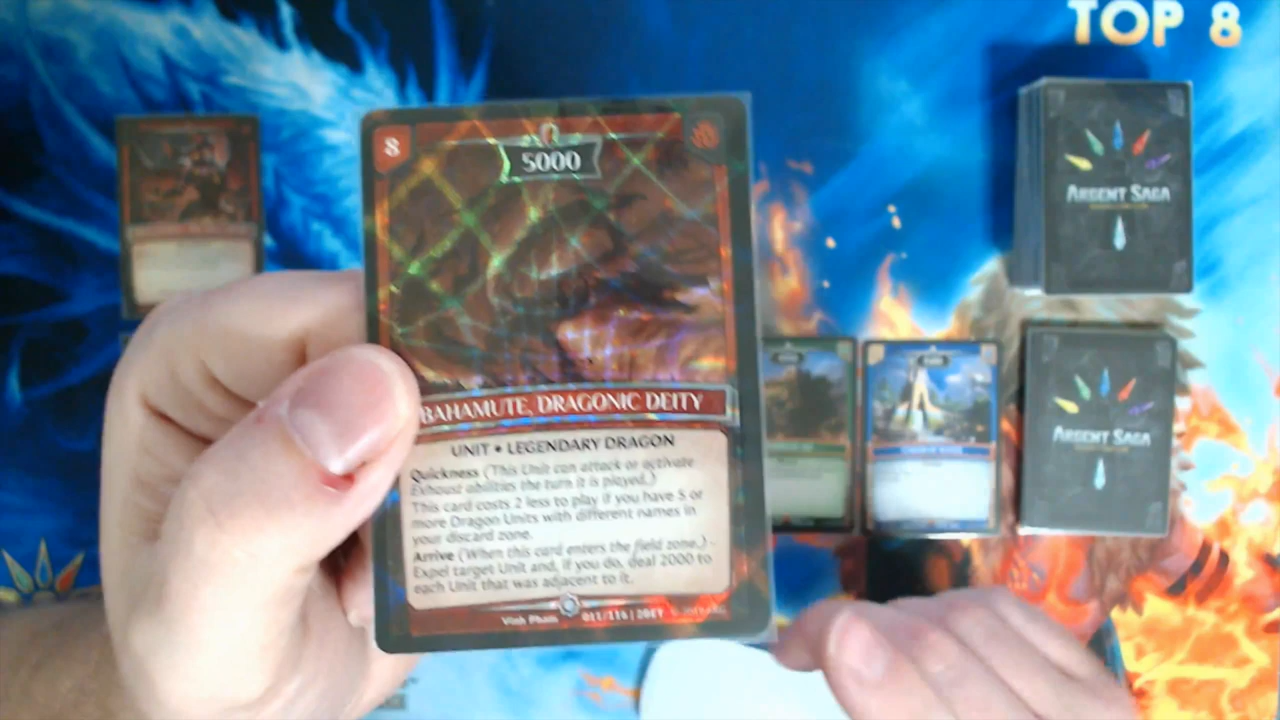 TOP 8
8
5000
BAHAMUTE, DRAGONIC DEITY
UNIT • LEGENDARY DRAGON
Quickness (This Unit can attack or activate
Exhaust abilities the turn it is played.)
This card costs 2 less to play if you have 5 or
more Dragon Units with different names in
your discard zone.
Arrive (When this card enters the field zone.) -
Expel target Unit and, if you do, deal 2000 to
each Unit that was adjacent to it.
Vinh Pham 011/116 | 2BEY
ARGENT SAGA
ARGENT SAGA